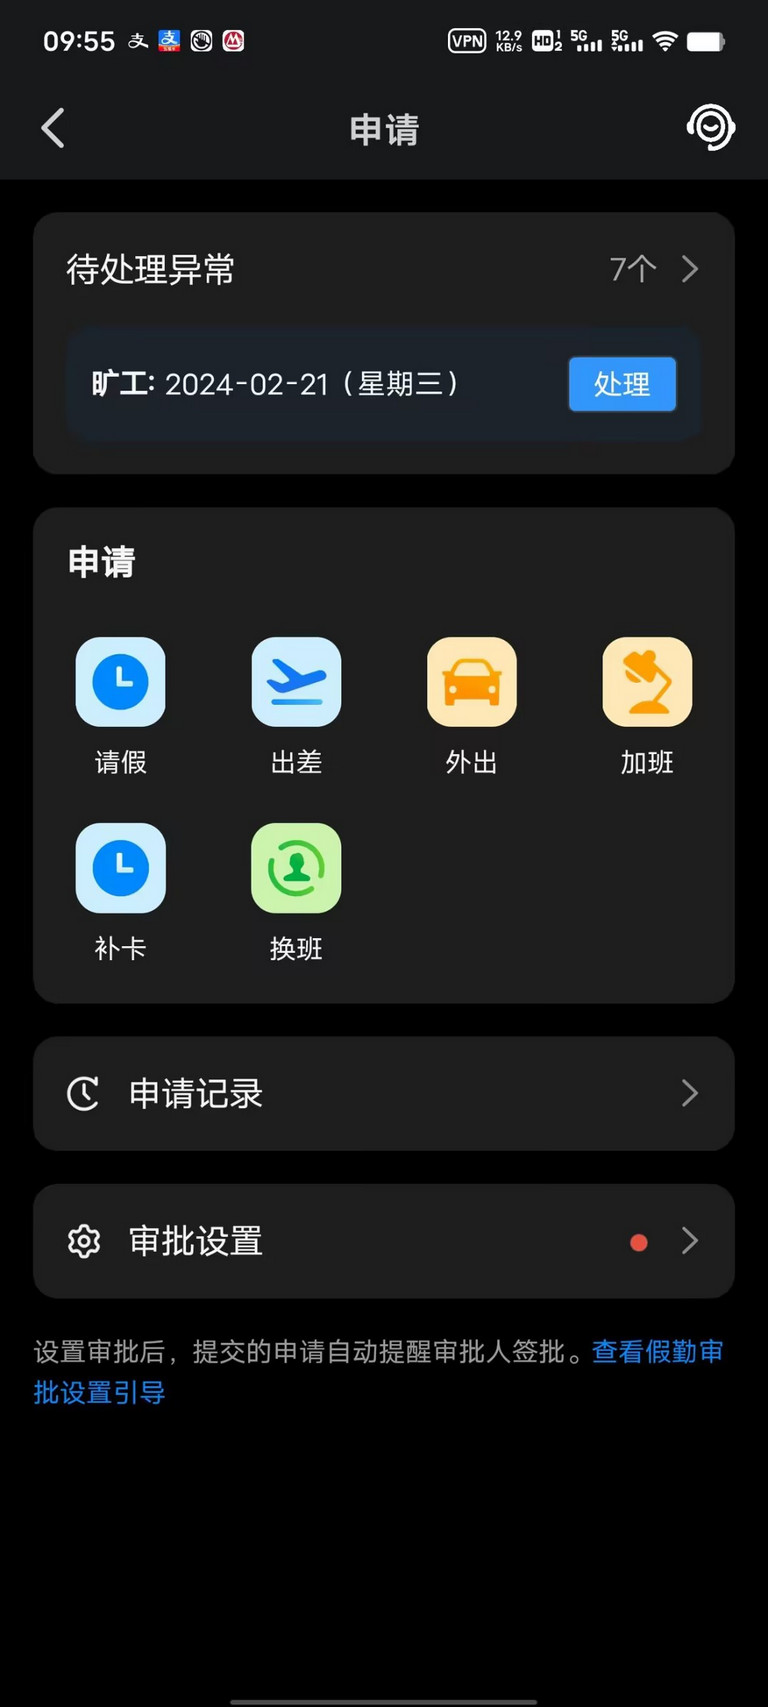 09:55 支 支 VPN 12.9 KB/s HD 1 2 5G 5G
申请
待处理异常 7个
旷工: 2024-02-21（星期三） 处理
申请
请假 出差 外出 加班
补卡 换班
申请记录
审批设置
设置审批后，提交的申请自动提醒审批人签批。查看假勤审
批设置引导